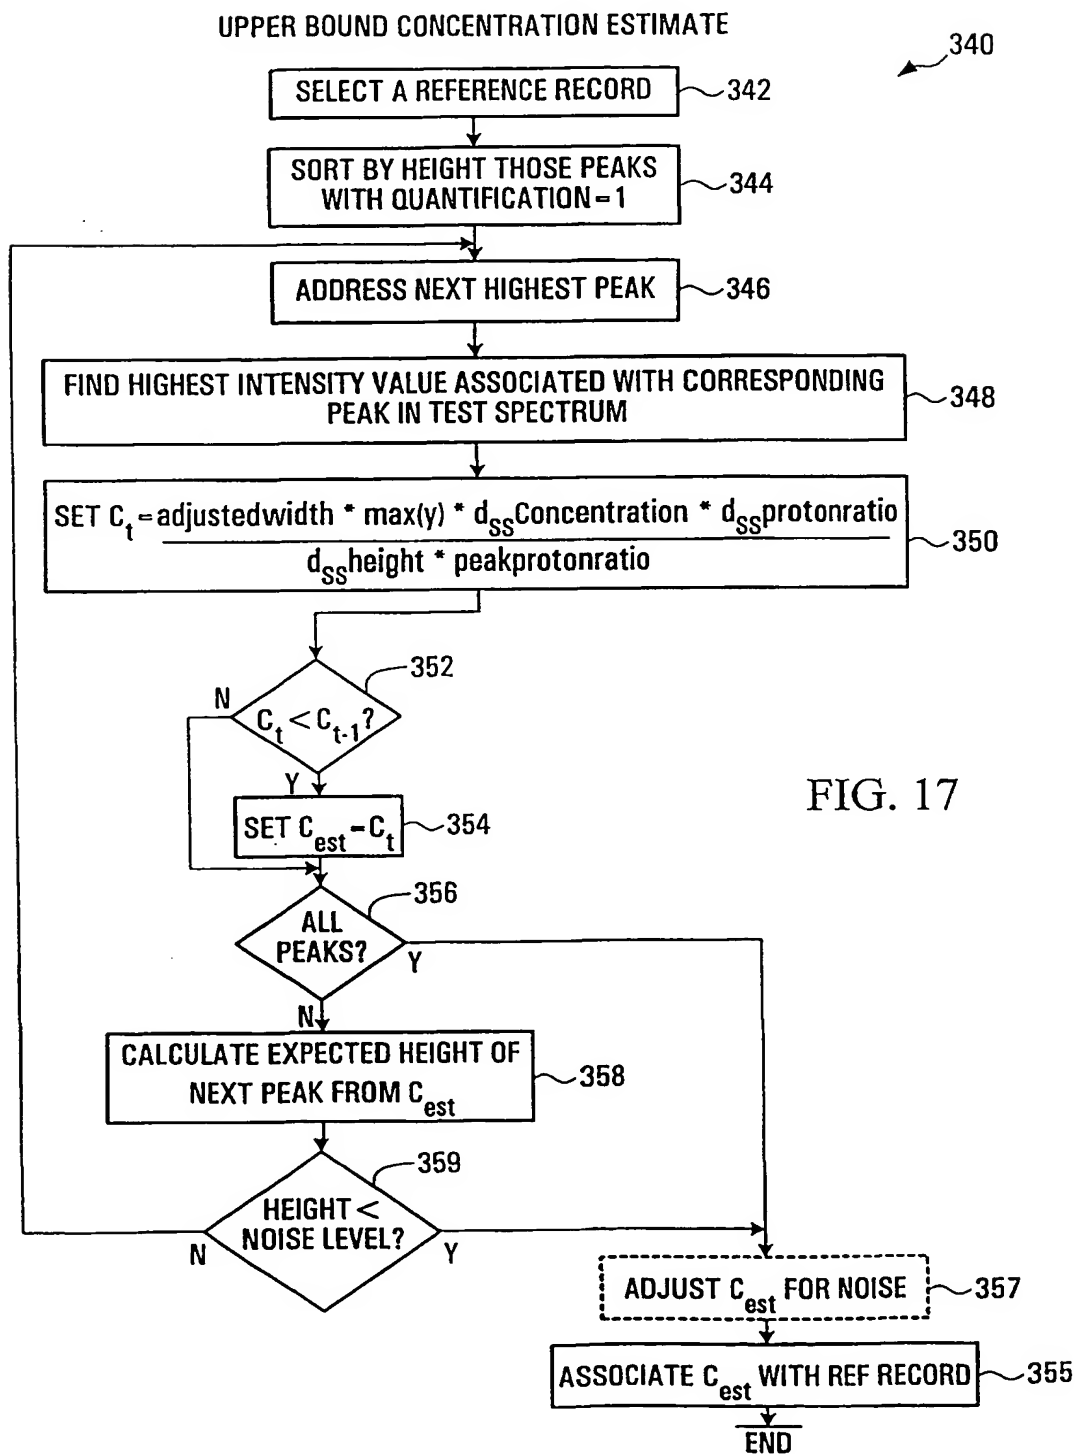 UPPER BOUND CONCENTRATION ESTIMATE
340
SELECT A REFERENCE RECORD
342
SORT BY HEIGHT THOSE PEAKS
WITH QUANTIFICATION=1
344
ADDRESS NEXT HIGHEST PEAK
346
FIND HIGHEST INTENSITY VALUE ASSOCIATED WITH CORRESPONDING
PEAK IN TEST SPECTRUM
348
SET Ct = adjustedwidth * max(y) * dssConcentration * dssprotonratio
dssheight * peakprotonratio
350
352
N
Ct < Ct-1?
Y
SET Cest = Ct
354
FIG. 17
356
ALL
PEAKS?
Y
N
CALCULATE EXPECTED HEIGHT OF
NEXT PEAK FROM Cest
358
359
HEIGHT <
NOISE LEVEL?
N
Y
ADJUST Cest FOR NOISE
357
ASSOCIATE Cest WITH REF RECORD
355
END